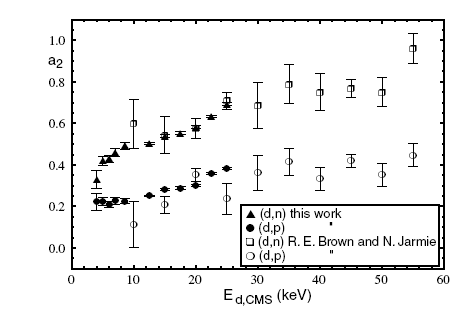 1.0
a2
0.8
0.6
0.4
0.2
0.0
(d,n) this work
(d,p) "
(d,n) R. E. Brown and N. Jarmie
(d,p) "
0 10 20 30 40 50 60
Ed,CMS (keV)